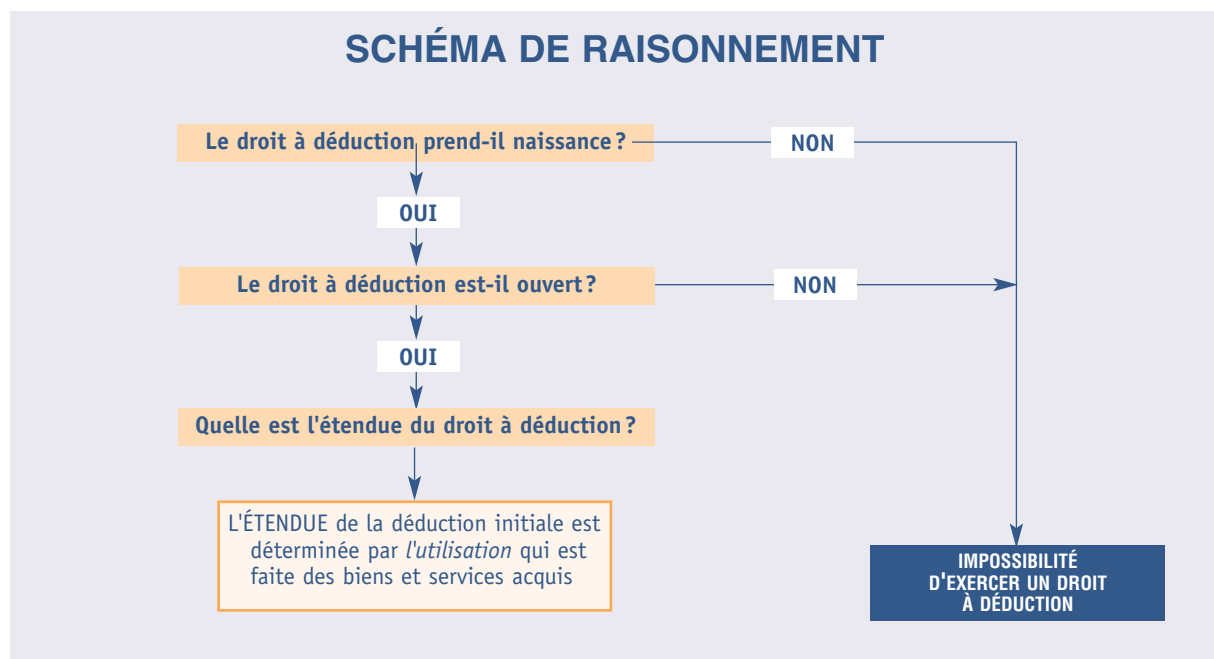 SCHÉMA DE RAISONNEMENT
Le droit à déduction prend-il naissance ?
NON
OUI
Le droit à déduction est-il ouvert ?
NON
OUI
Quelle est l'étendue du droit à déduction ?
L'ÉTENDUE de la déduction initiale est
déterminée par l'utilisation qui est
faite des biens et services acquis
IMPOSSIBILITÉ
D'EXERCER UN DROIT
À DÉDUCTION